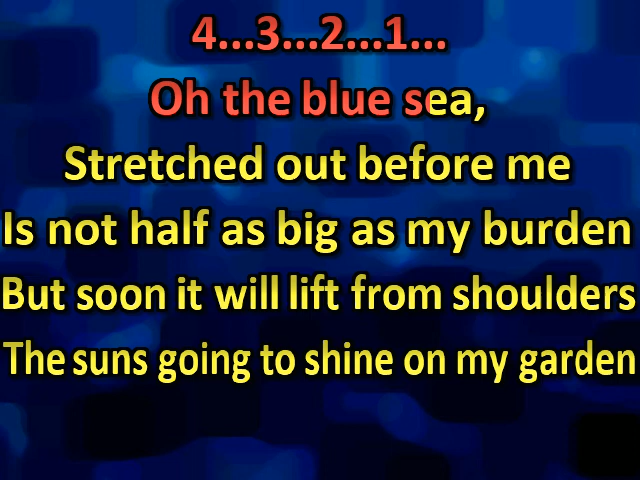 4...3...2...1...
Oh the blue sea,
Stretched out before me
Is not half as big as my burden
But soon it will lift from shoulders
The suns going to shine on my garden